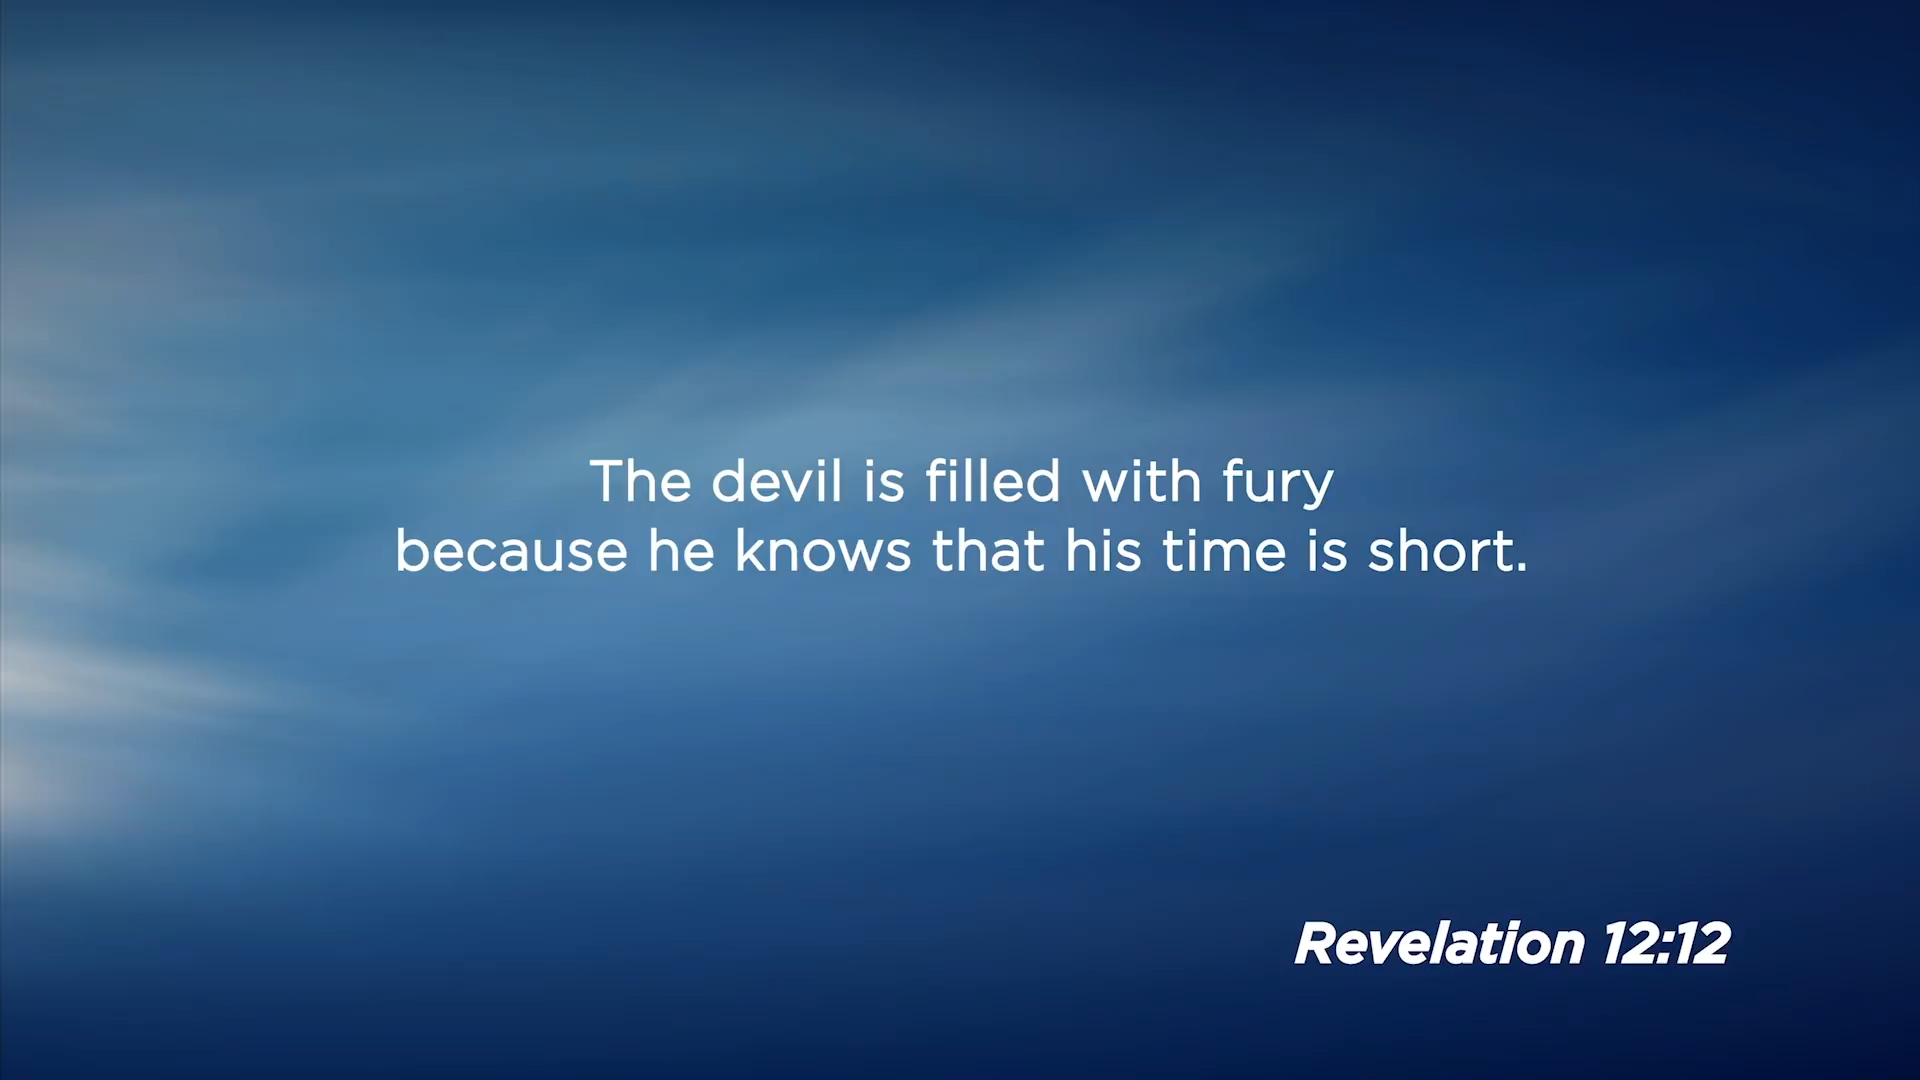 The devil is filled with fury
because he knows that his time is short.
Revelation 12:12